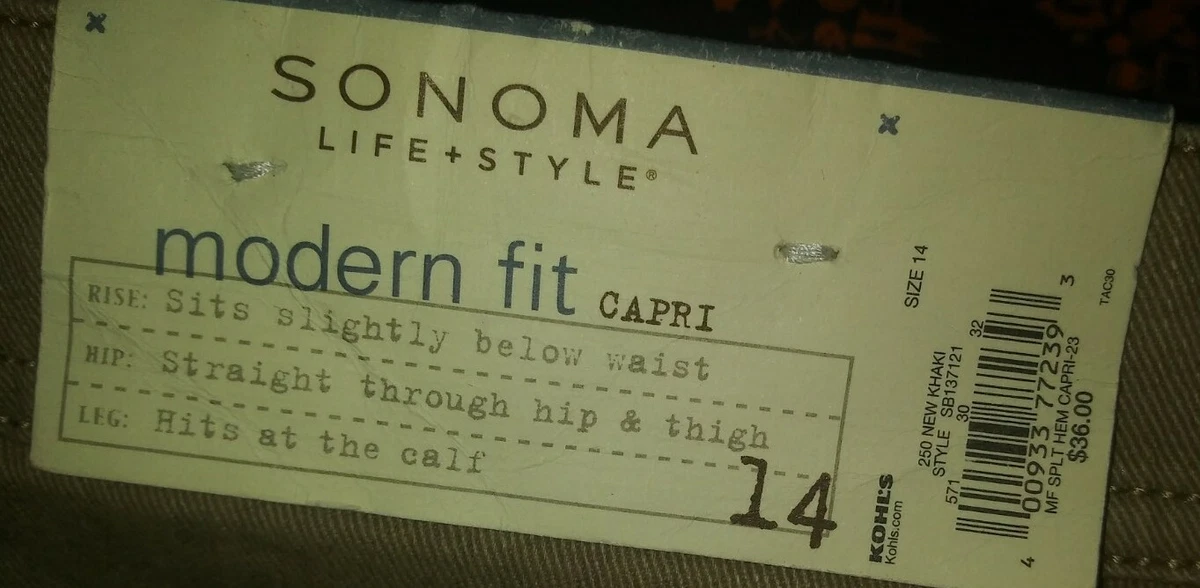 SONOMA
LIFE+STYLE®
modern fit CAPRI
RISE: Sits slightly below waist
HIP: Straight through hip & thigh
LEG: Hits at the calf
14
KOHL'S
Kohls.com
SIZE 14
250 NEW KHAKI
STYLE SB137121
571 30 32
4 00933 77239 3
MF SPLT HEM CAPRI-23
$36.00
TAC30